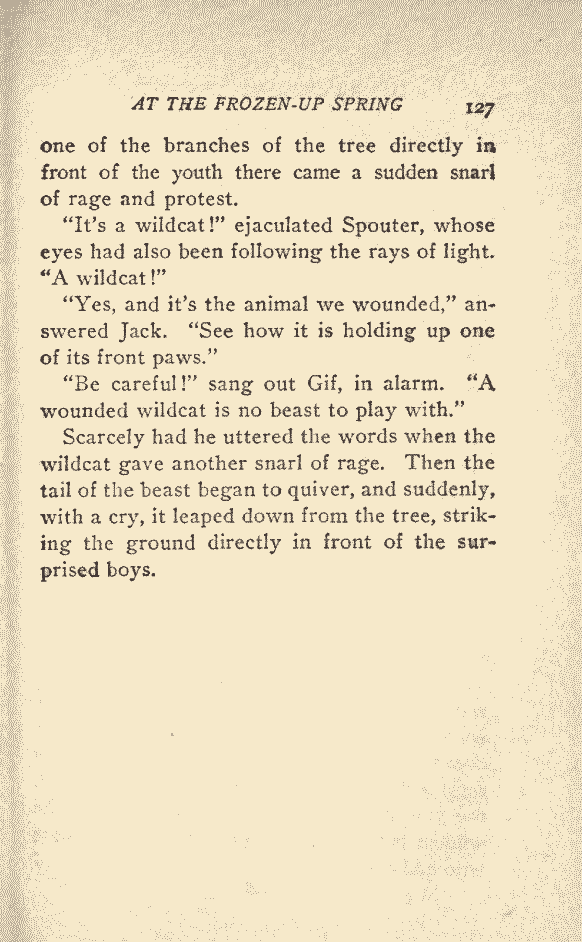 AT THE FROZEN-UP SPRING 127
one of the branches of the tree directly in
front of the youth there came a sudden snarl
of rage and protest.
"It's a wildcat!" ejaculated Spouter, whose
eyes had also been following the rays of light.
"A wildcat!"
"Yes, and it's the animal we wounded," an-
swered Jack. "See how it is holding up one
of its front paws."
"Be careful!" sang out Gif, in alarm. "A
wounded wildcat is no beast to play with."
Scarcely had he uttered the words when the
wildcat gave another snarl of rage. Then the
tail of the beast began to quiver, and suddenly,
with a cry, it leaped down from the tree, strik-
ing the ground directly in front of the sur-
prised boys.